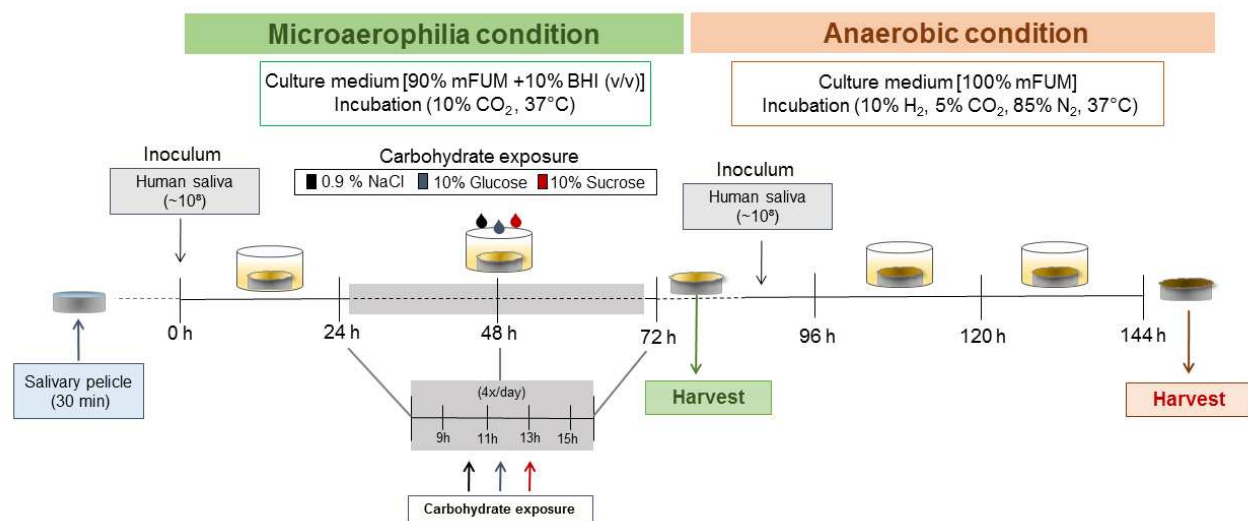 Microaerophilia condition
Anaerobic condition
Culture medium [90% mFUM +10% BHI (v/v)]
Incubation (10% CO₂, 37°C)
Culture medium [100% mFUM]
Incubation (10% H₂, 5% CO₂, 85% N₂, 37°C)
Inoculum
Human saliva
(~10⁸)
Carbohydrate exposure
0.9 % NaCl 10% Glucose 10% Sucrose
Inoculum
Human saliva
(~10⁸)
0 h
24 h
48 h
72 h
96 h
120 h
144 h
Salivary pelicle
(30 min)
(4x/day)
9h
11h
13h
15h
Carbohydrate exposure
Harvest
Harvest